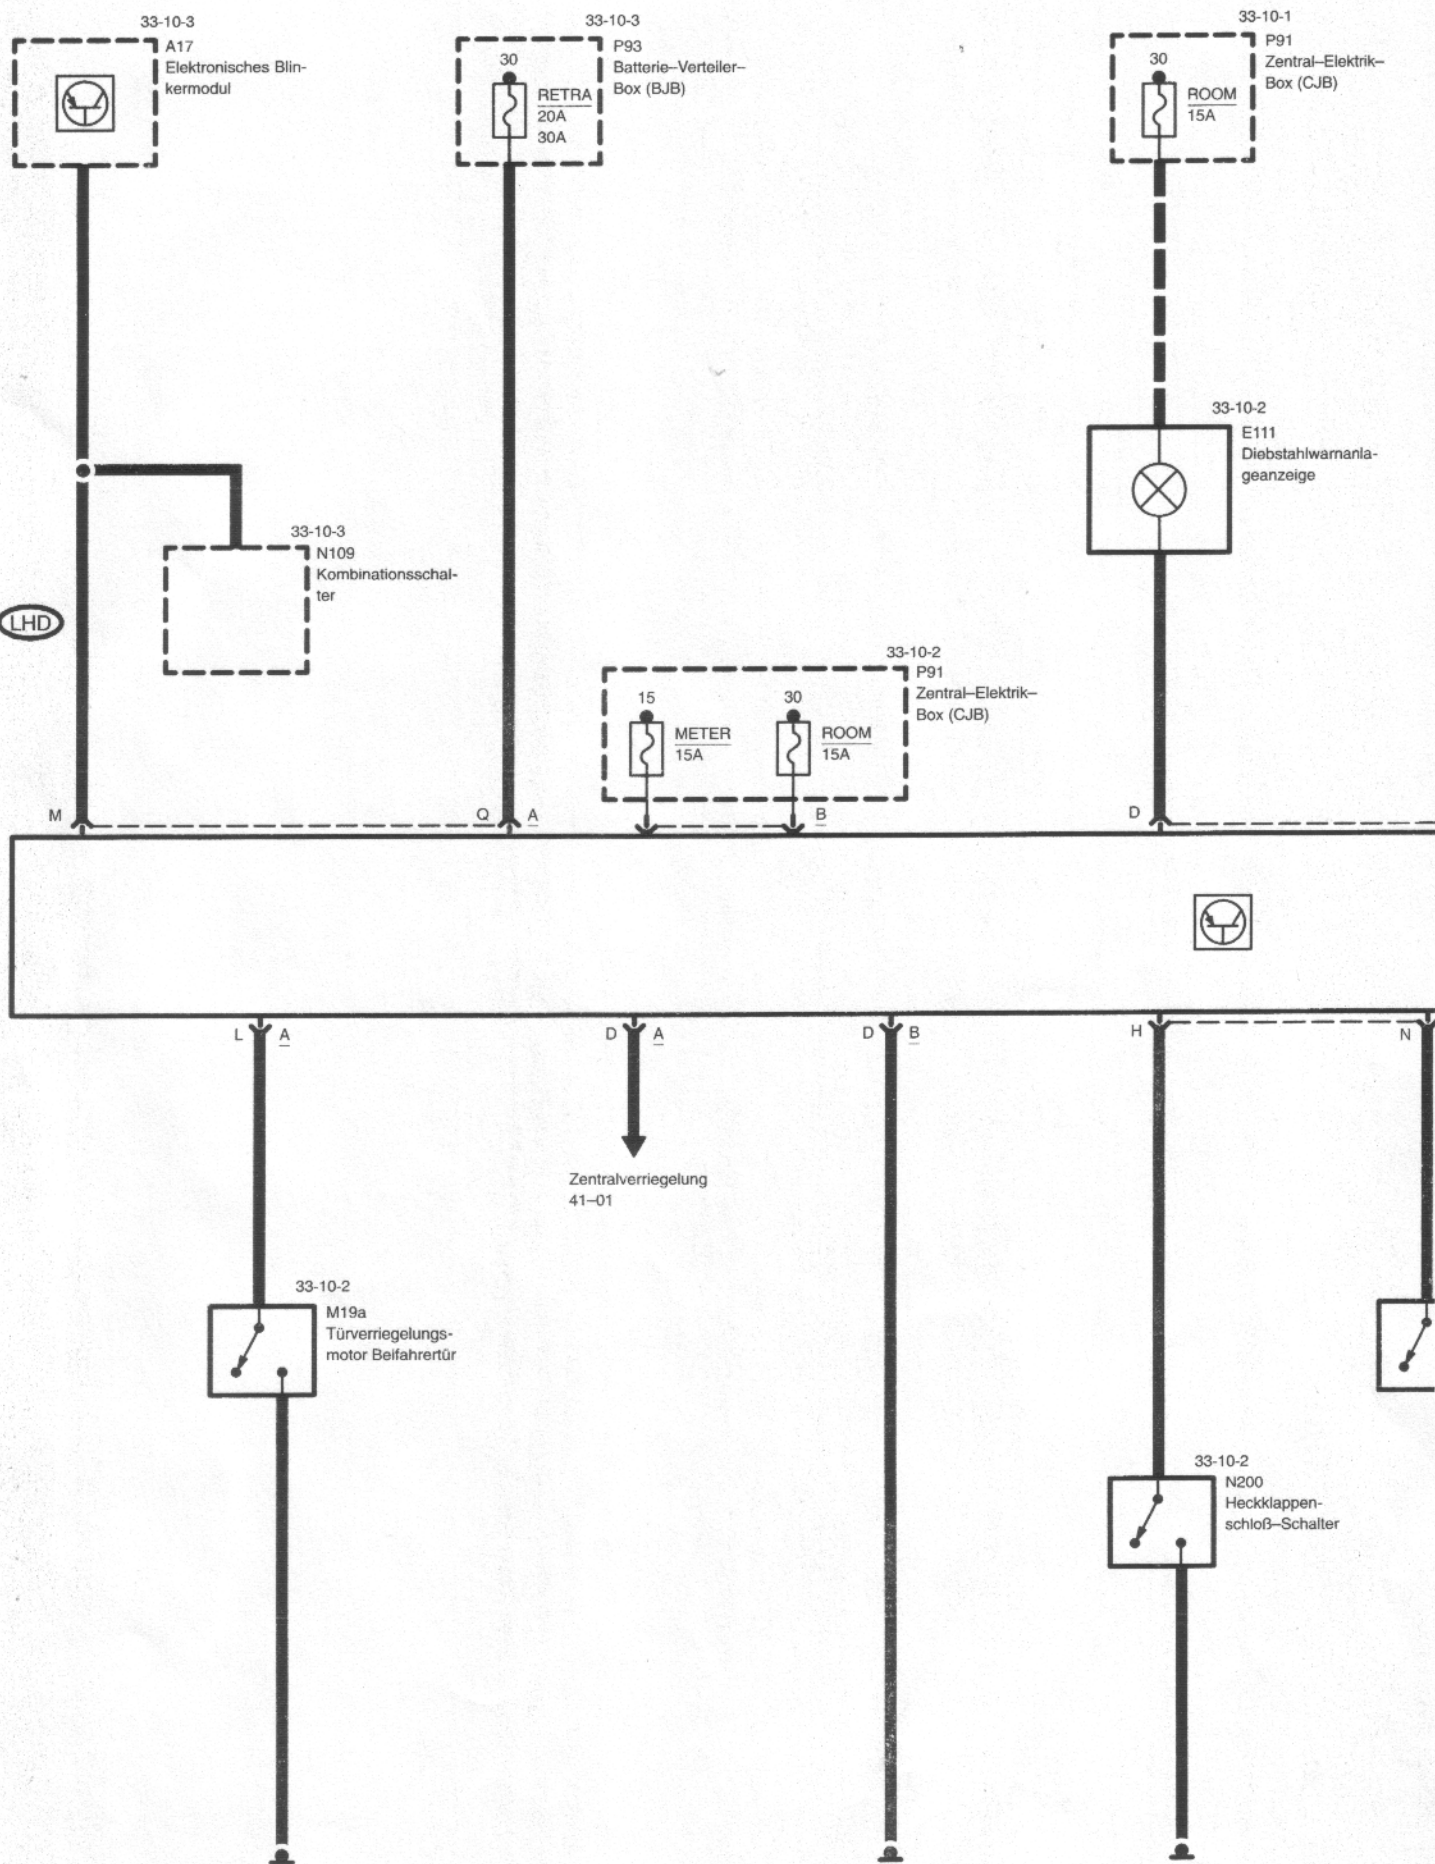 33-10-3
A17
Elektronisches Blin-
kermodul
33-10-3
P93
Batterie–Verteiler–
Box (BJB)
30
RETRA
20A
30A
33-10-1
P91
Zentral–Elektrik–
Box (CJB)
30
ROOM
15A
33-10-2
E111
Diebstahlwarnanla-
geanzeige
33-10-3
N109
Kombinationsschal-
ter
LHD
33-10-2
P91
Zentral–Elektrik–
Box (CJB)
15
METER
15A
30
ROOM
15A
M
Q
A
B
D
L
A
D
A
D
B
H
N
Zentralverriegelung
41–01
33-10-2
M19a
Türverriegelungs-
motor Beifahrertür
33-10-2
N200
Heckklappen-
schloß–Schalter